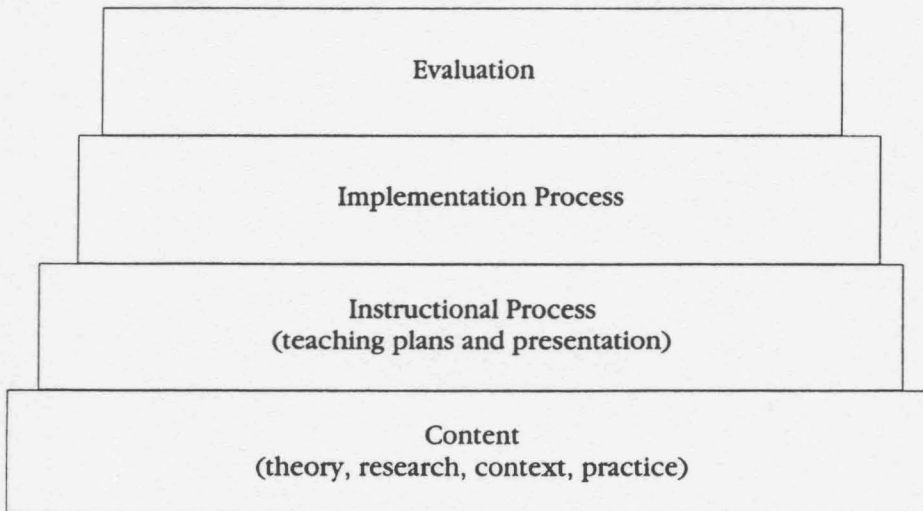 Evaluation
Implementation Process
Instructional Process
(teaching plans and presentation)
Content
(theory, research, context, practice)